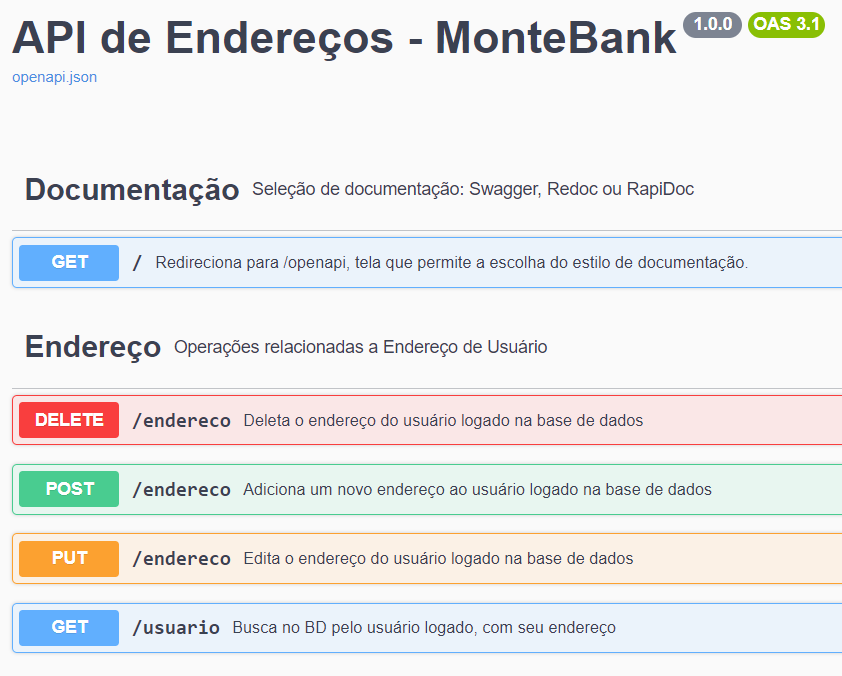 API de Endereços - MonteBank 1.0.0 OAS 3.1
openapi.json
Documentação Seleção de documentação: Swagger, Redoc ou RapiDoc
GET / Redireciona para /openapi, tela que permite a escolha do estilo de documentação.
Endereço Operações relacionadas a Endereço de Usuário
DELETE /endereco Deleta o endereço do usuário logado na base de dados
POST /endereco Adiciona um novo endereço ao usuário logado na base de dados
PUT /endereco Edita o endereço do usuário logado na base de dados
GET /usuario Busca no BD pelo usuário logado, com seu endereço